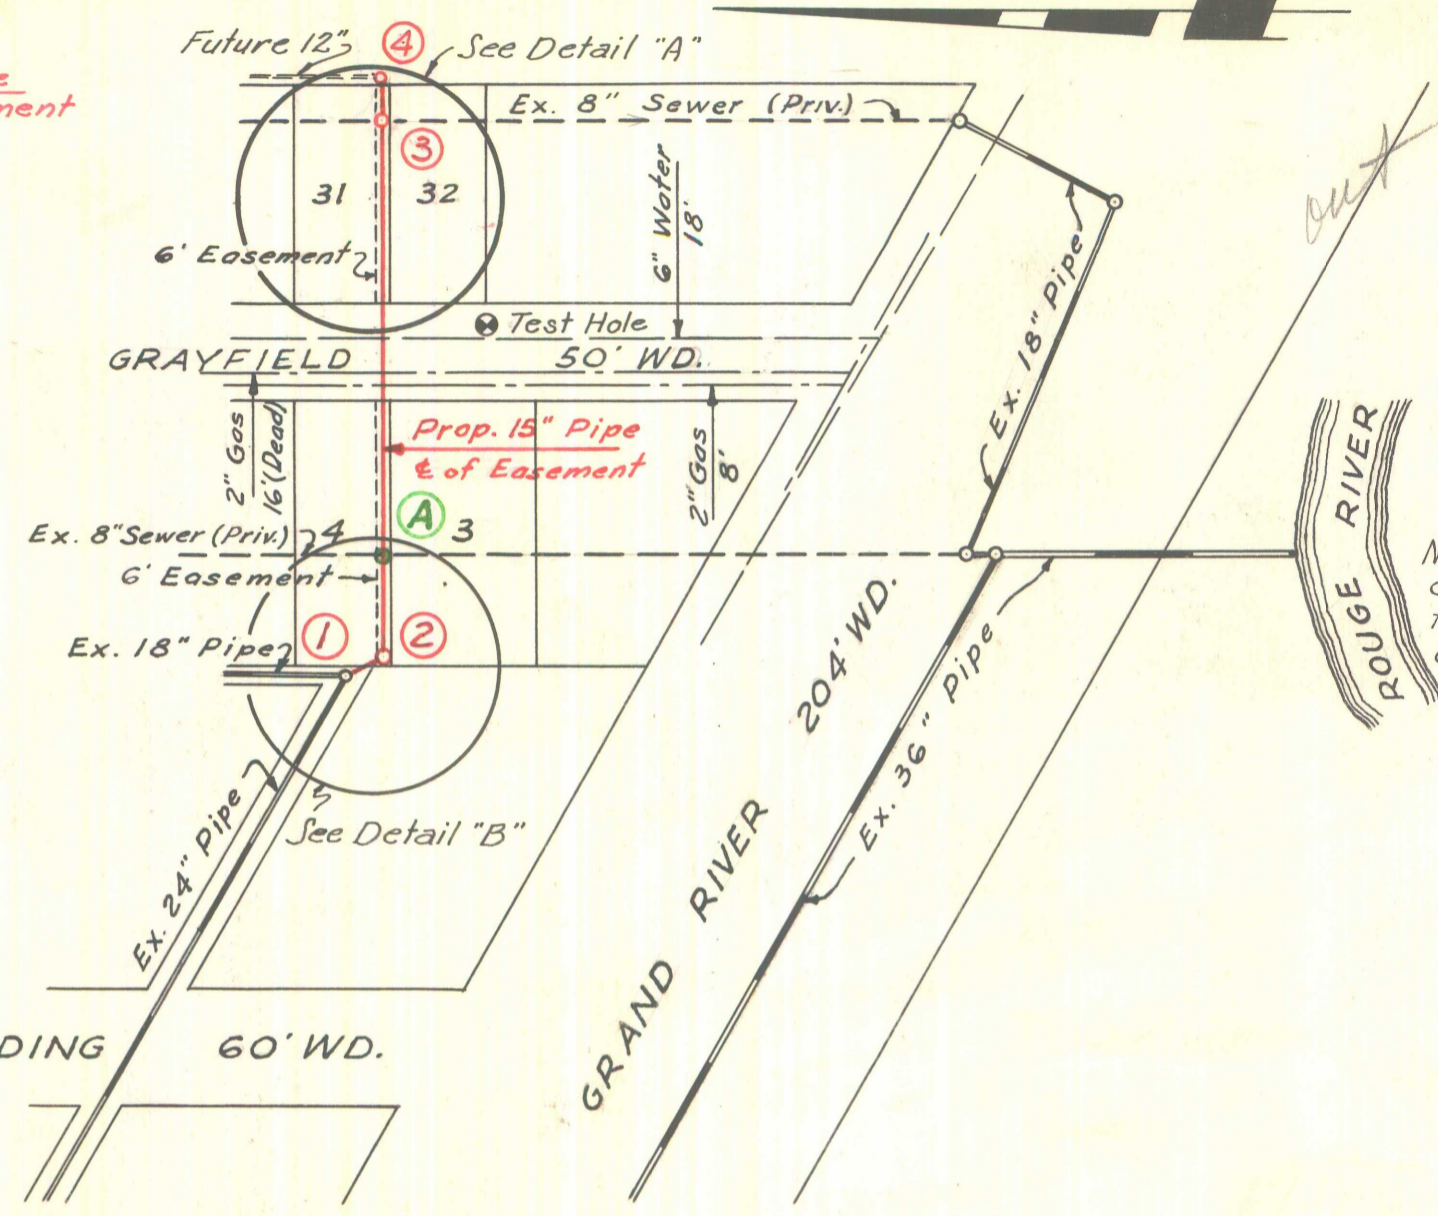 Future 12"
4
See Detail "A"
ment
Ex. 8" Sewer (Priv.)
3
31
32
6" Water
18'
out
6' Easement
Ex. 18" Pipe
Test Hole
GRAYFIELD
50' WD.
2" Gas
16' (Dead)
Prop. 15" Pipe
℄ of Easement
2" Gas
8'
ROUGE RIVER
A
Ex. 8" Sewer (Priv.)
4
3
6' Easement
1
2
Ex. 18" Pipe
204' WD.
Ex. 36" Pipe
See Detail "B"
Ex. 24" Pipe
GRAND RIVER
DING
60' WD.